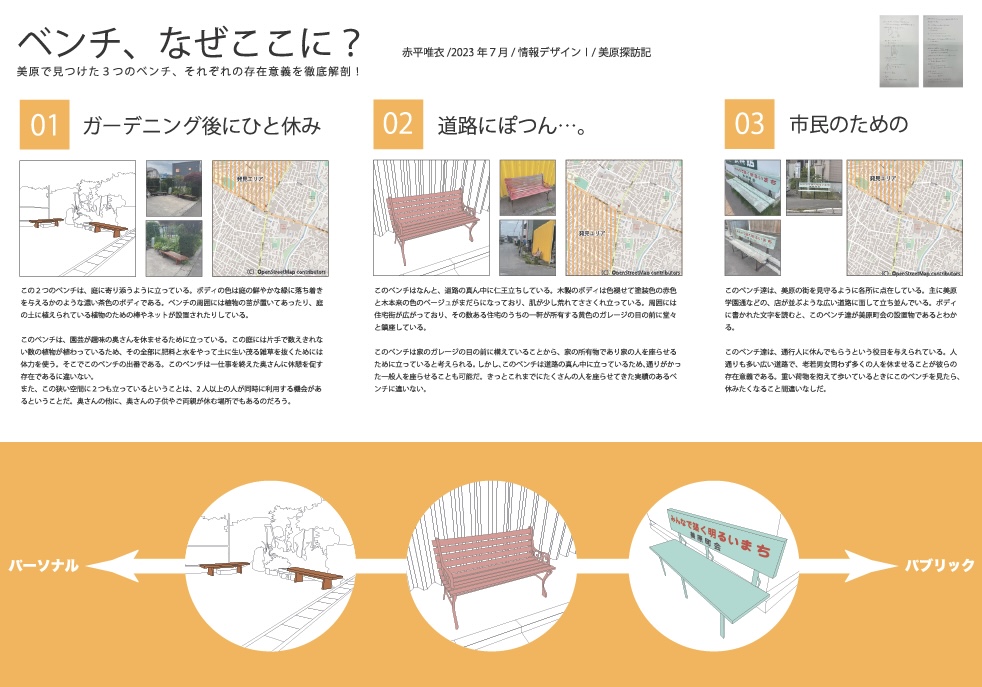 ベンチ、なぜここに？
美原で見つけた３つのベンチ、それぞれの存在意義を徹底解剖！
赤平唯衣 /2023 年 7 月 / 情報デザインⅠ/ 美原探訪記
01 ガーデニング後にひと休み
発見エリア
(C) OpenStreetMap contributors
この２つのベンチは、庭に寄り添うように立っている。ボディの色は庭の鮮やかな緑に落ち着き
を与えるかのような濃い茶色のボディである。ベンチの周囲には植物の苗が置いてあったり、庭
の土に植えられている植物のための棒やネットが設置されたりしている。
このベンチは、園芸が趣味の奥さんを休ませるために立っている。この庭には片手で数えきれな
い数の植物が植わっているため、その全部に肥料と水をやって土に生い茂る雑草を抜くためには
体力を使う。そこでこのベンチの出番である。このベンチは一仕事を終えた奥さんに休憩を促す
存在であるに違いない。
また、この狭い空間に２つも立っているということは、２人以上の人が同時に利用する機会があ
るということだ。奥さんの他に、奥さんの子供やご両親が休む場所でもあるのだろう。
02 道路にぽつん…。
発見エリア
(C) OpenStreetMap contributors
このベンチはなんと、道路の真ん中に仁王立ちしている。木製のボディは色褪せて塗装色の赤色
と木本来の色のベージュがまだらになっており、肌が少し荒れてささくれ立っている。周囲には
住宅街が広がっており、その数ある住宅のうちの一軒が所有する黄色のガレージの目の前に堂々
と鎮座している。
このベンチは家のガレージの目の前に構えていることから、家の所有物であり家の人を座らせる
ために立っていると考えられる。しかし、このベンチは道路の真ん中に立っているため、通りがかっ
た一般人を座らせることも可能だ。きっとこれまでにたくさんの人を座らせてきた実績のあるベ
ンチに違いない。
03 市民のための
発見エリア
(C) OpenStreetMap contributors
このベンチ達は、美原の街を見守るように各所に点在している。主に美原
学園通などの、店が並ぶような広い道路に面して立ち並んでいる。ボディ
に書かれた文字を読むと、このベンチ達が美原町会の設置物であるとわか
る。
このベンチ達は、通行人に休んでもらうという役目を与えられている。人
通りも多い広い道路で、老若男女問わず多くの人を休ませることが彼らの
存在意義である。重い荷物を抱えて歩いているときにこのベンチを見たら、
休みたくなること間違いなしだ。
パーソナル
みんなで築く明るいまち
美原町会
パブリック